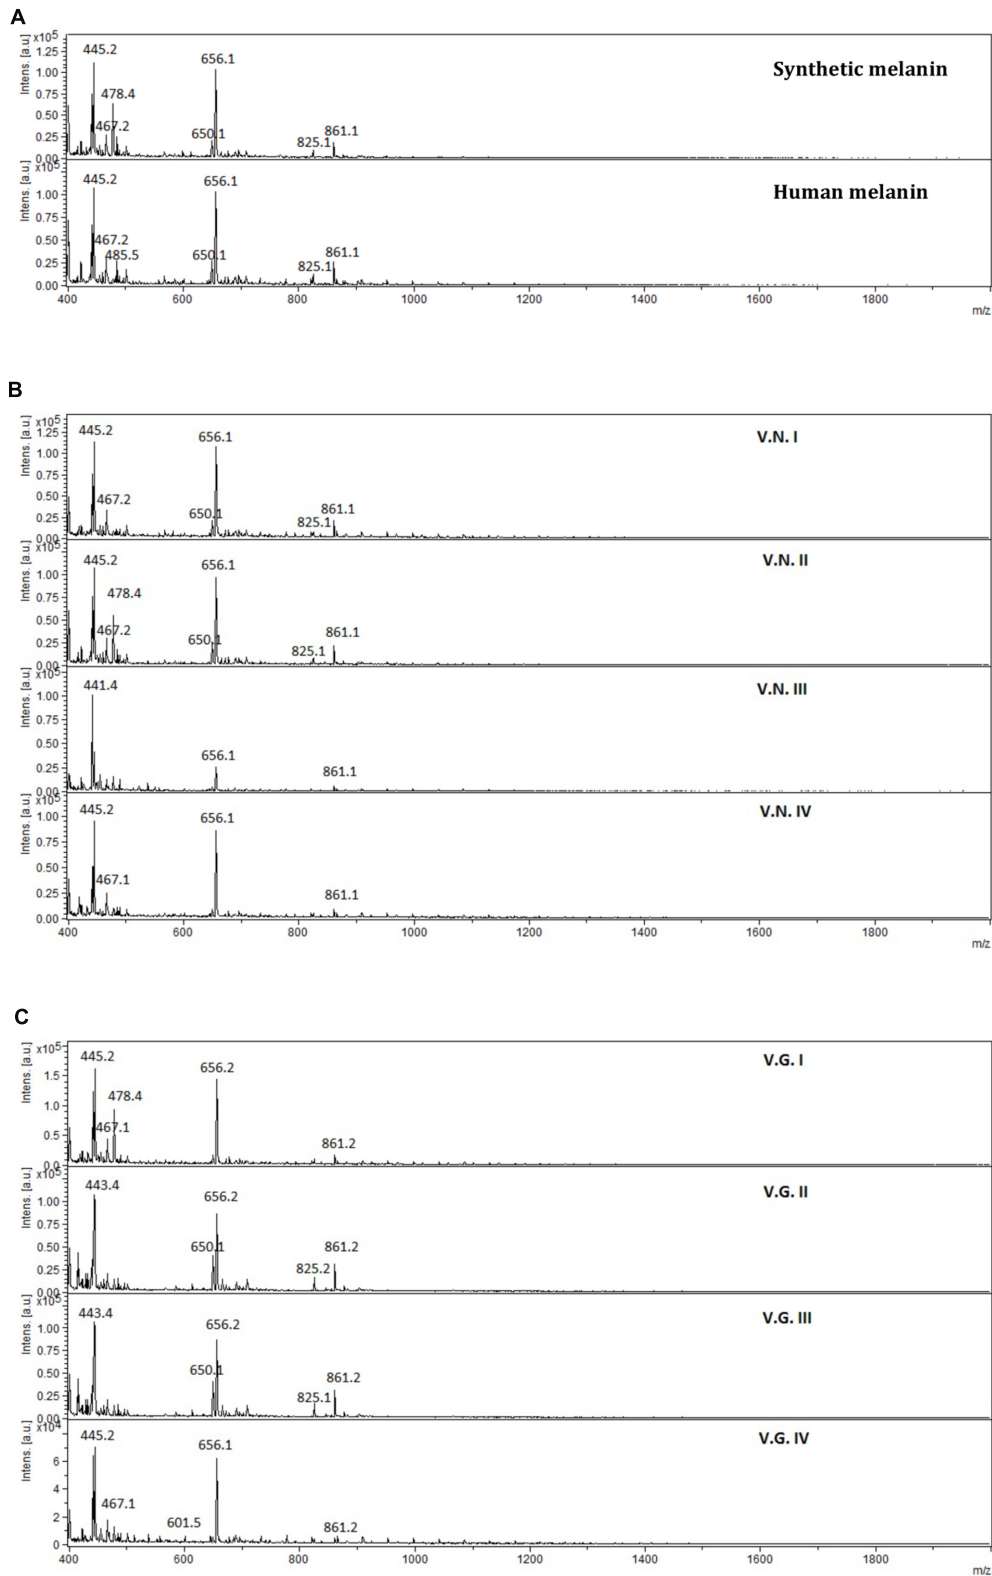 A
Intens. [a.u.]
x10^5
1.25
1.00
0.75
0.50
0.25
0.00
445.2
478.4
467.2
650.1
656.1
825.1
861.1
Synthetic melanin
Intens. [a.u.]
x10^5
1.00
0.75
0.50
0.25
0.00
445.2
467.2
485.5
650.1
656.1
825.1
861.1
Human melanin
400 600 800 1000 1200 1400 1600 1800
m/z
B
Intens. [a.u.]
x10^5
1.25
1.00
0.75
0.50
0.25
0.00
445.2
467.2
650.1
656.1
825.1
861.1
V.N. I
Intens. [a.u.]
x10^5
1.00
0.75
0.50
0.25
0.00
445.2
478.4
467.2
650.1
656.1
825.1
861.1
V.N. II
Intens. [a.u.]
x10^5
1.00
0.75
0.50
0.25
0.00
441.4
656.1
861.1
V.N. III
Intens. [a.u.]
x10^5
1.00
0.75
0.50
0.25
0.00
445.2
467.1
656.1
861.1
V.N. IV
400 600 800 1000 1200 1400 1600 1800
m/z
C
Intens. [a.u.]
x10^5
1.5
1.0
0.5
0.0
445.2
478.4
467.1
656.2
861.2
V.G. I
Intens. [a.u.]
x10^5
1.00
0.75
0.50
0.25
0.00
443.4
650.1
656.2
825.2
861.2
V.G. II
Intens. [a.u.]
x10^5
1.00
0.75
0.50
0.25
0.00
443.4
650.1
656.2
825.1
861.2
V.G. III
Intens. [a.u.]
x10^4
6
4
2
0
445.2
467.1
601.5
656.1
861.2
V.G. IV
400 600 800 1000 1200 1400 1600 1800
m/z